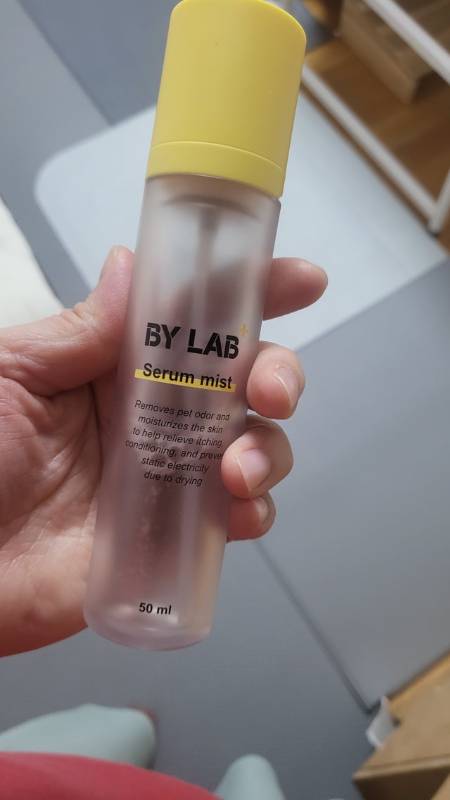 BY LAB+
Serum mist
Removes pet odor and
moisturizes the skin
to help relieve itching,
conditioning, and preven
static electricity
due to drying
50 ml